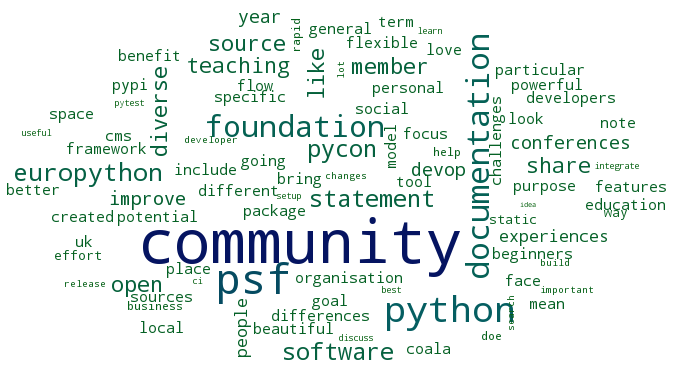 year
general
term
learn
rapid
source
flexible
love
like
benefit
teaching
lot
member
documentation
particular
pypi
diverse
flow
personal
powerful
specific
developers
pytest
space
social
challenges
look
note
useful
cms
developer
foundation
model
focus
conferences
framework
pycon
help
europython
include
going
changes
devop
share
integrate
better
different
bring
setup
tool
purpose
features
improve
statement
idea
education
created
potential
package
static
way
uk
community
experiences
effort
place
psf
beginners
build
release
open
ci
organisation
face
sources
best
important
business
people
goal
python
search
mean
local
differences
beautiful
discuss
doe
software
coala